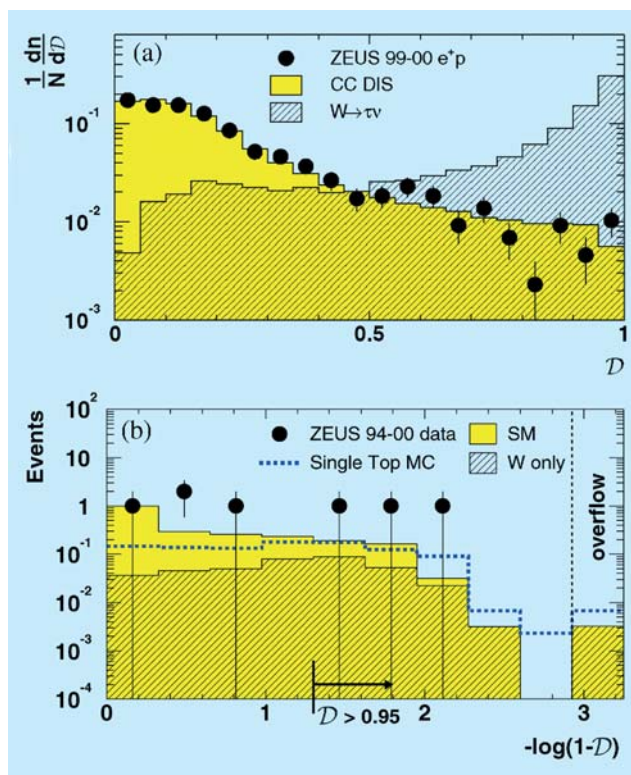 (a)
1 dn
N dD
ZEUS 99-00 e+p
CC DIS
W→τν
10-1
10-2
10-3
0
0.5
1
D
(b)
Events
ZEUS 94-00 data
SM
Single Top MC
W only
overflow
10 2
10
1
10-1
10-2
10-3
10-4
D > 0.95
0
1
2
3
-log(1-D)